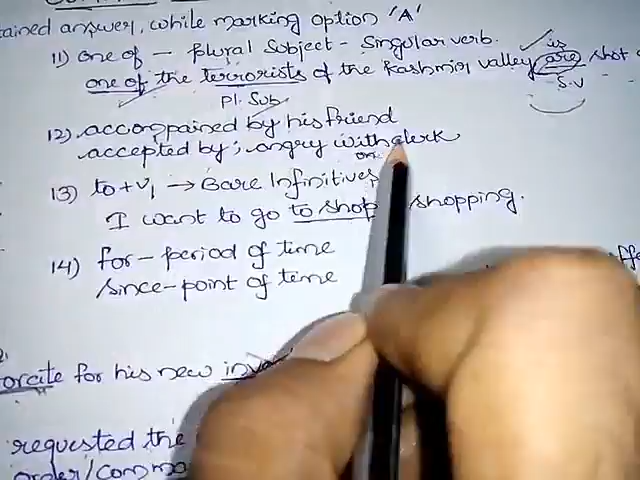 tained answer, while marking option 'A'
11) one of - plural subject - Singular verb.
is
one of the terrorists of the Kashmir valley are shot
Pl. Sub
S.V
12) accompained by his friend
accepted by; angry with clerk
on
13) to+V1 → Bare Infinitives
I want to go to shop shopping.
14) for - period of time
since - point of time
for his new
requested the
order/comma